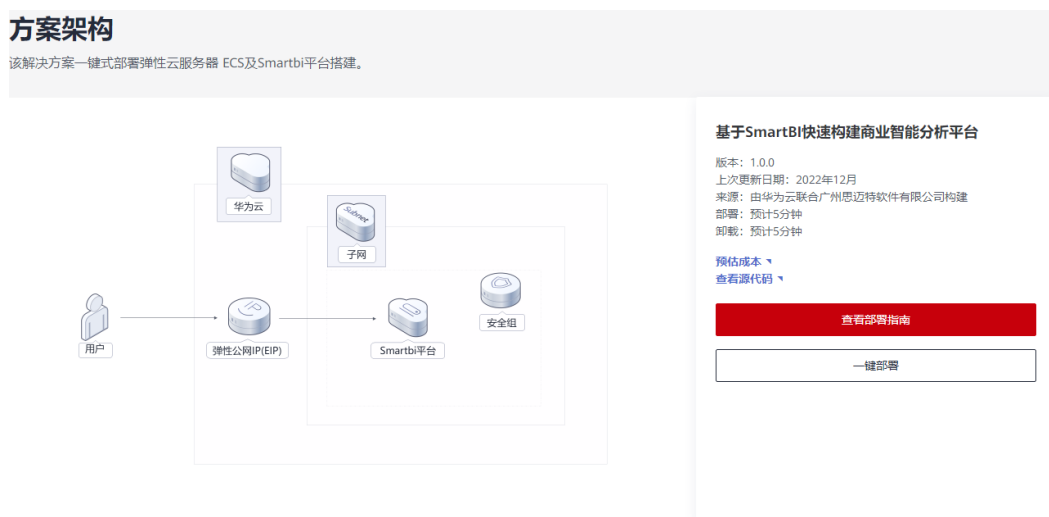 方案架构
该解决方案一键式部署弹性云服务器 ECS及Smartbi平台搭建。
华为云
Subnet
子网
用户
IP
弹性公网IP(EIP)
Smartbi平台
安全组
基于SmartBI快速构建商业智能分析平台
版本：1.0.0
上次更新日期：2022年12月
来源：由华为云联合广州思迈特软件有限公司构建
部署：预计5分钟
卸载：预计5分钟
预估成本
查看源代码
查看部署指南
一键部署